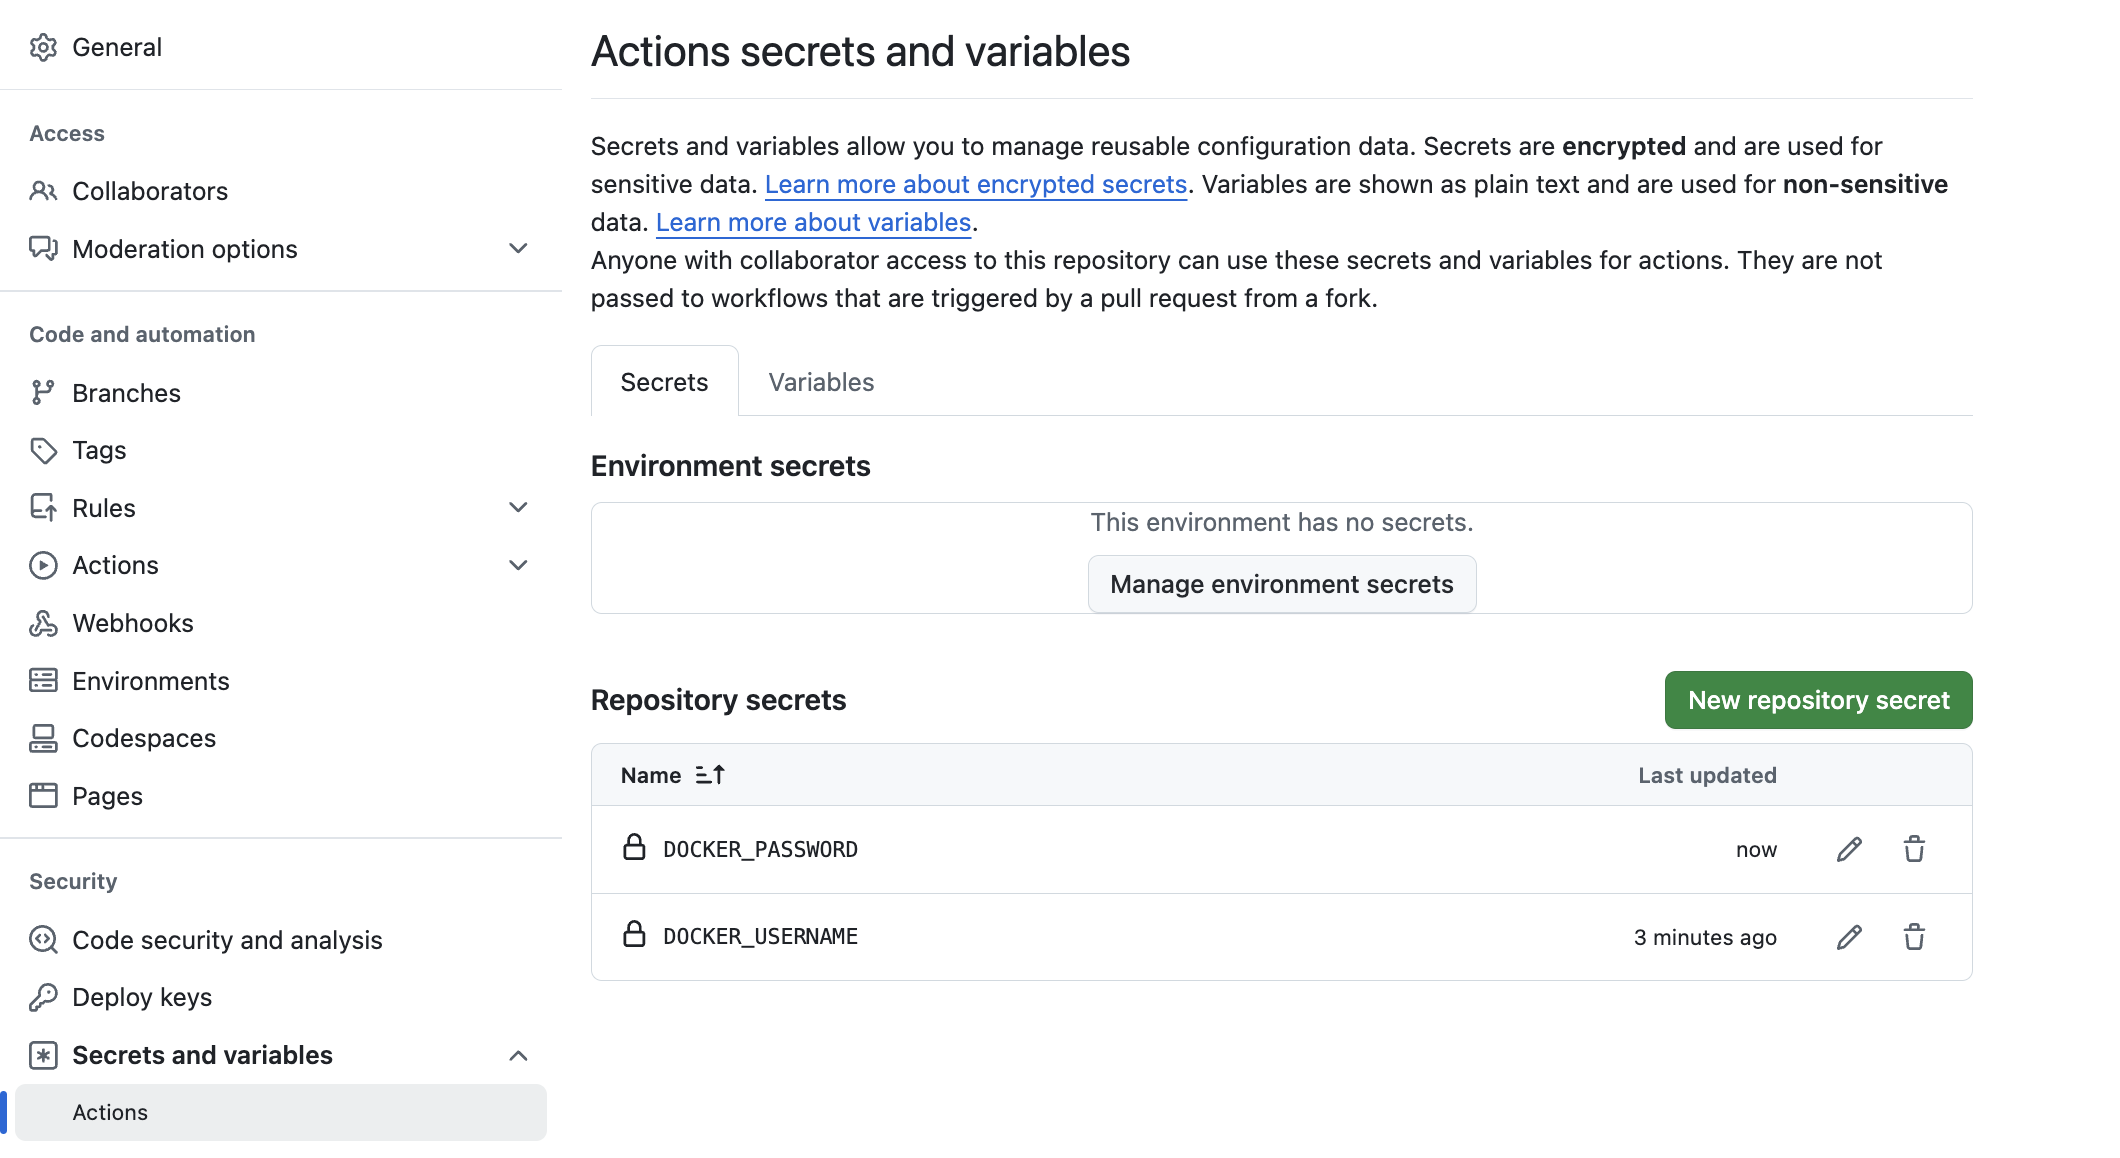 General
Access
Collaborators
Moderation options
Code and automation
Branches
Tags
Rules
Actions
Webhooks
Environments
Codespaces
Pages
Security
Code security and analysis
Deploy keys
Secrets and variables
Actions
Actions secrets and variables
Secrets and variables allow you to manage reusable configuration data. Secrets are encrypted and are used for
sensitive data. Learn more about encrypted secrets. Variables are shown as plain text and are used for non-sensitive
data. Learn more about variables.
Anyone with collaborator access to this repository can use these secrets and variables for actions. They are not
passed to workflows that are triggered by a pull request from a fork.
Secrets Variables
Environment secrets
This environment has no secrets.
Manage environment secrets
Repository secrets New repository secret
Name Last updated
DOCKER_PASSWORD now
DOCKER_USERNAME 3 minutes ago